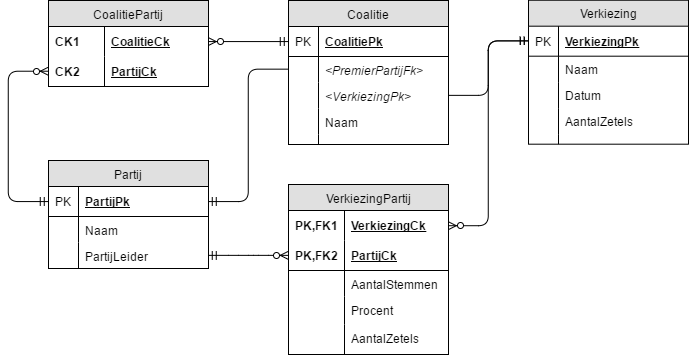 CoalitiePartij
CK1 CoalitieCk
CK2 PartijCk
Coalitie
PK CoalitiePk
<PremierPartijFk>
<VerkiezingPk>
Naam
Verkiezing
PK VerkiezingPk
Naam
Datum
AantalZetels
Partij
PK PartijPk
Naam
PartijLeider
VerkiezingPartij
PK,FK1 VerkiezingCk
PK,FK2 PartijCk
AantalStemmen
Procent
AantalZetels